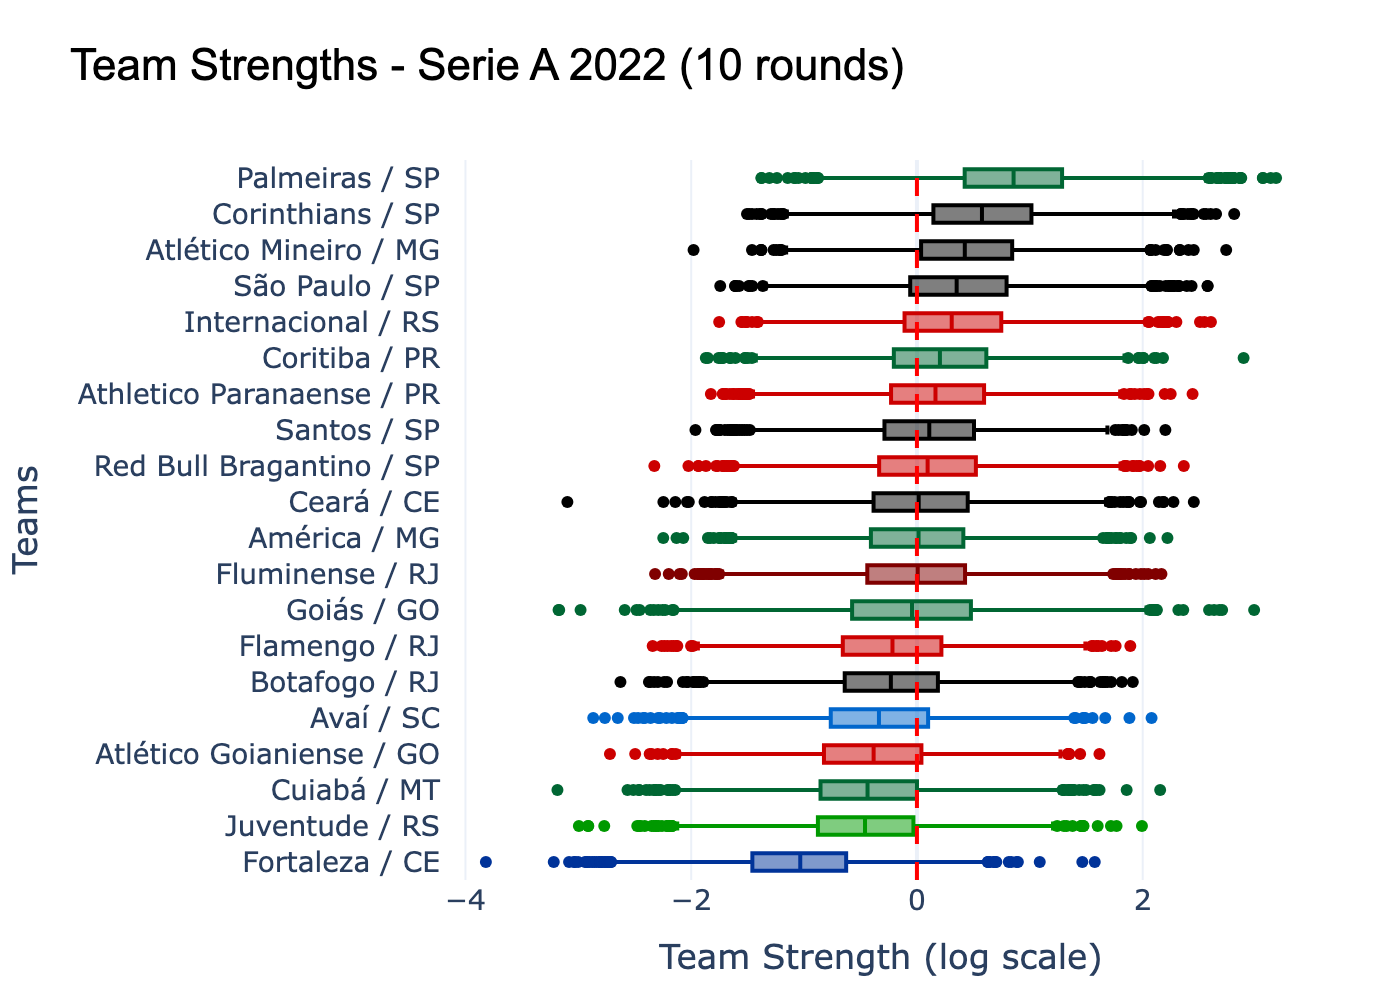 Team Strengths - Serie A 2022 (10 rounds)
Palmeiras / SP
Corinthians / SP
Atlético Mineiro / MG
São Paulo / SP
Internacional / RS
Coritiba / PR
Athletico Paranaense / PR
Santos / SP
Red Bull Bragantino / SP
Ceará / CE
América / MG
Fluminense / RJ
Goiás / GO
Flamengo / RJ
Botafogo / RJ
Avaí / SC
Atlético Goianiense / GO
Cuiabá / MT
Juventude / RS
Fortaleza / CE
Teams
−4 −2 0 2
Team Strength (log scale)